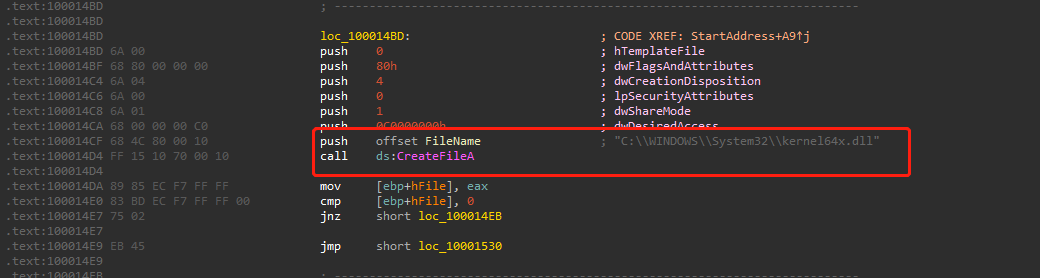 .text:100014BD ; ---------------------------------------------------------------------------
.text:100014BD
.text:100014BD loc_100014BD: ; CODE XREF: StartAddress+A9↑j
.text:100014BD 6A 00 push 0 ; hTemplateFile
.text:100014BF 68 80 00 00 00 push 80h ; dwFlagsAndAttributes
.text:100014C4 6A 04 push 4 ; dwCreationDisposition
.text:100014C6 6A 00 push 0 ; lpSecurityAttributes
.text:100014C8 6A 01 push 1 ; dwShareMode
.text:100014CA 68 00 00 00 C0 push 0C0000000h ; dwDesiredAccess
.text:100014CF 68 4C 80 00 10 push offset FileName ; "C:\\WINDOWS\\System32\\kernel64x.dll"
.text:100014D4 FF 15 10 70 00 10 call ds:CreateFileA
.text:100014D4
.text:100014DA 89 85 EC F7 FF FF mov [ebp+hFile], eax
.text:100014E0 83 BD EC F7 FF FF 00 cmp [ebp+hFile], 0
.text:100014E7 75 02 jnz short loc_100014EB
.text:100014E7
.text:100014E9 EB 45 jmp short loc_10001530
.text:100014E9
.text:100014EB ; ---------------------------------------------------------------------------